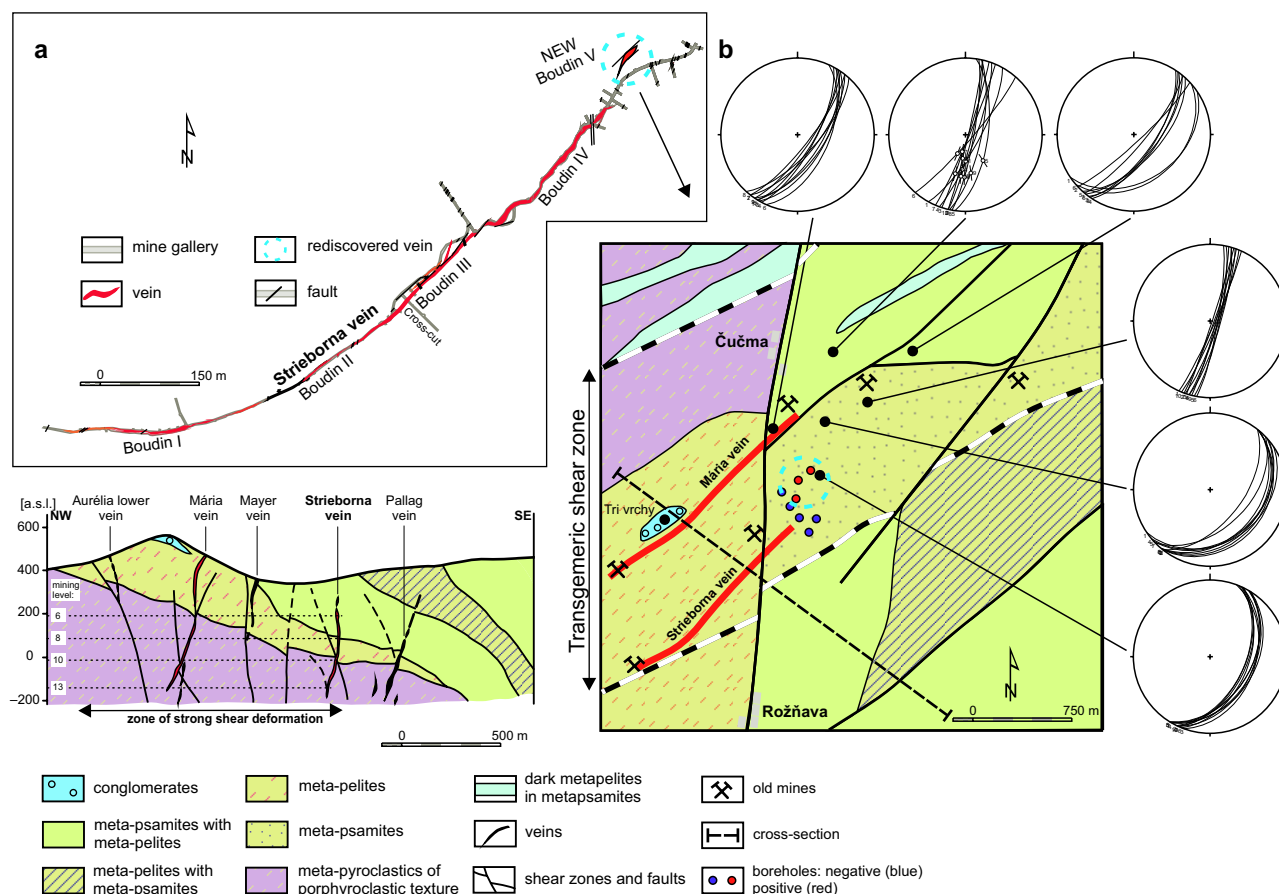 a
NEW
Boudin V
b
N
Boudin IV
mine gallery
rediscovered vein
vein
fault
Boudin III
Cross-cut
Strieborna vein
Boudin II
0 150 m
Boudin I
[a.s.l.]
NW
Aurélia lower
vein
Mária
vein
Mayer
vein
Strieborna
vein
Pallag
vein
SE
600
400
mining
level:
200
6
8
0
10
13
–200
zone of strong shear deformation
0 500 m
Transgemeric shear zone
Čučma
Mária vein
Tri vrchy
Strieborna vein
Rožňava
N
0 750 m
conglomerates
meta-pelites
dark metapelites
in metapsamites
old mines
meta-psamites with
meta-pelites
meta-psamites
veins
cross-section
meta-pelites with
meta-psamites
meta-pyroclastics of
porphyroclastic texture
shear zones and faults
boreholes: negative (blue)
positive (red)